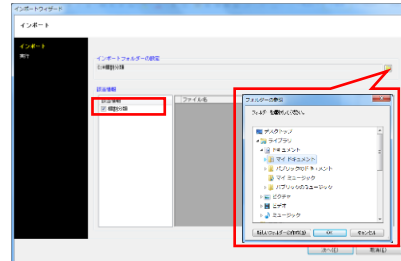 インポートウィザード
インポート
インポート
実行
インポートフォルダーの設定
設定情報
ファイル名
フォルダーの参照
フォルダーを選択してください。
デスクトップ
ライブラリ
ドキュメント
マイ ドキュメント
パブリックのドキュメント
マイ ミュージック
パブリックのミュージック
ピクチャ
ビデオ
ミュージック
新しいフォルダーの作成(N)
OK
キャンセル
次へ(N)
取消(C)